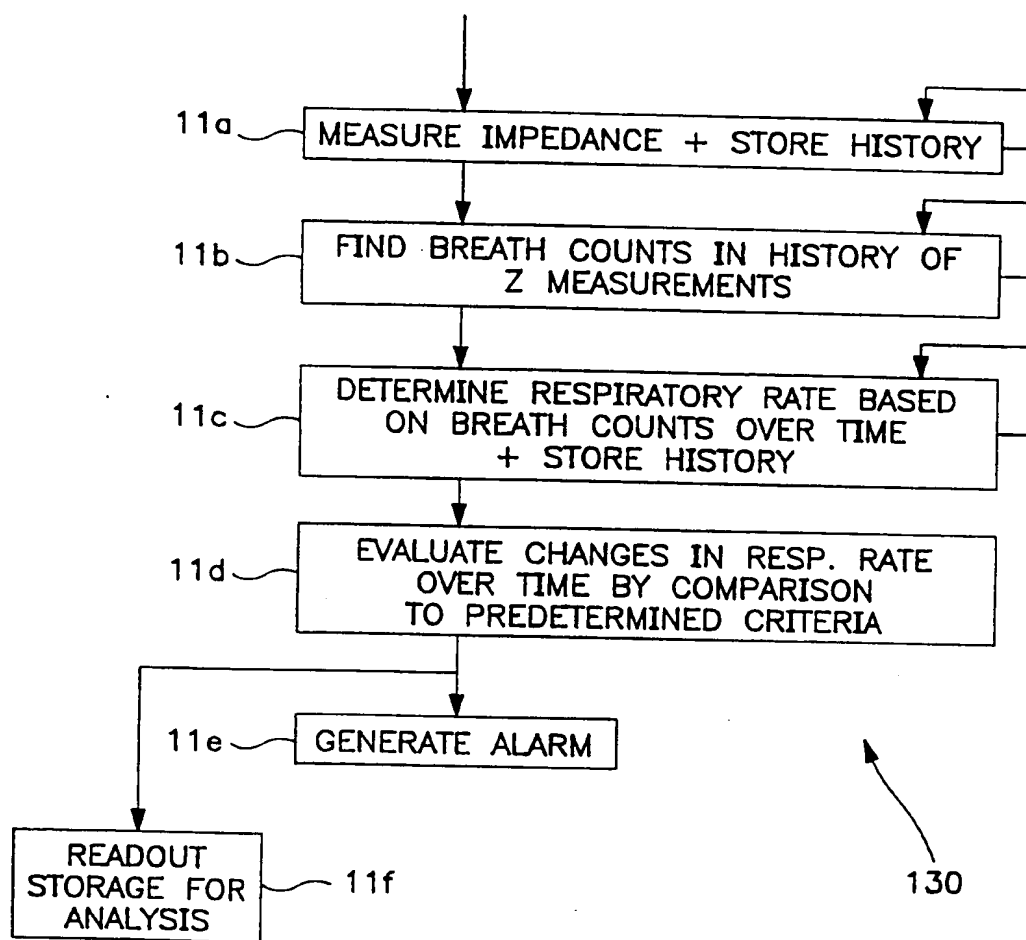 11a
MEASURE IMPEDANCE + STORE HISTORY
11b
FIND BREATH COUNTS IN HISTORY OF
Z MEASUREMENTS
11c
DETERMINE RESPIRATORY RATE BASED
ON BREATH COUNTS OVER TIME
+ STORE HISTORY
11d
EVALUATE CHANGES IN RESP. RATE
OVER TIME BY COMPARISON
TO PREDETERMINED CRITERIA
11e
GENERATE ALARM
READOUT
STORAGE FOR
ANALYSIS
11f
130